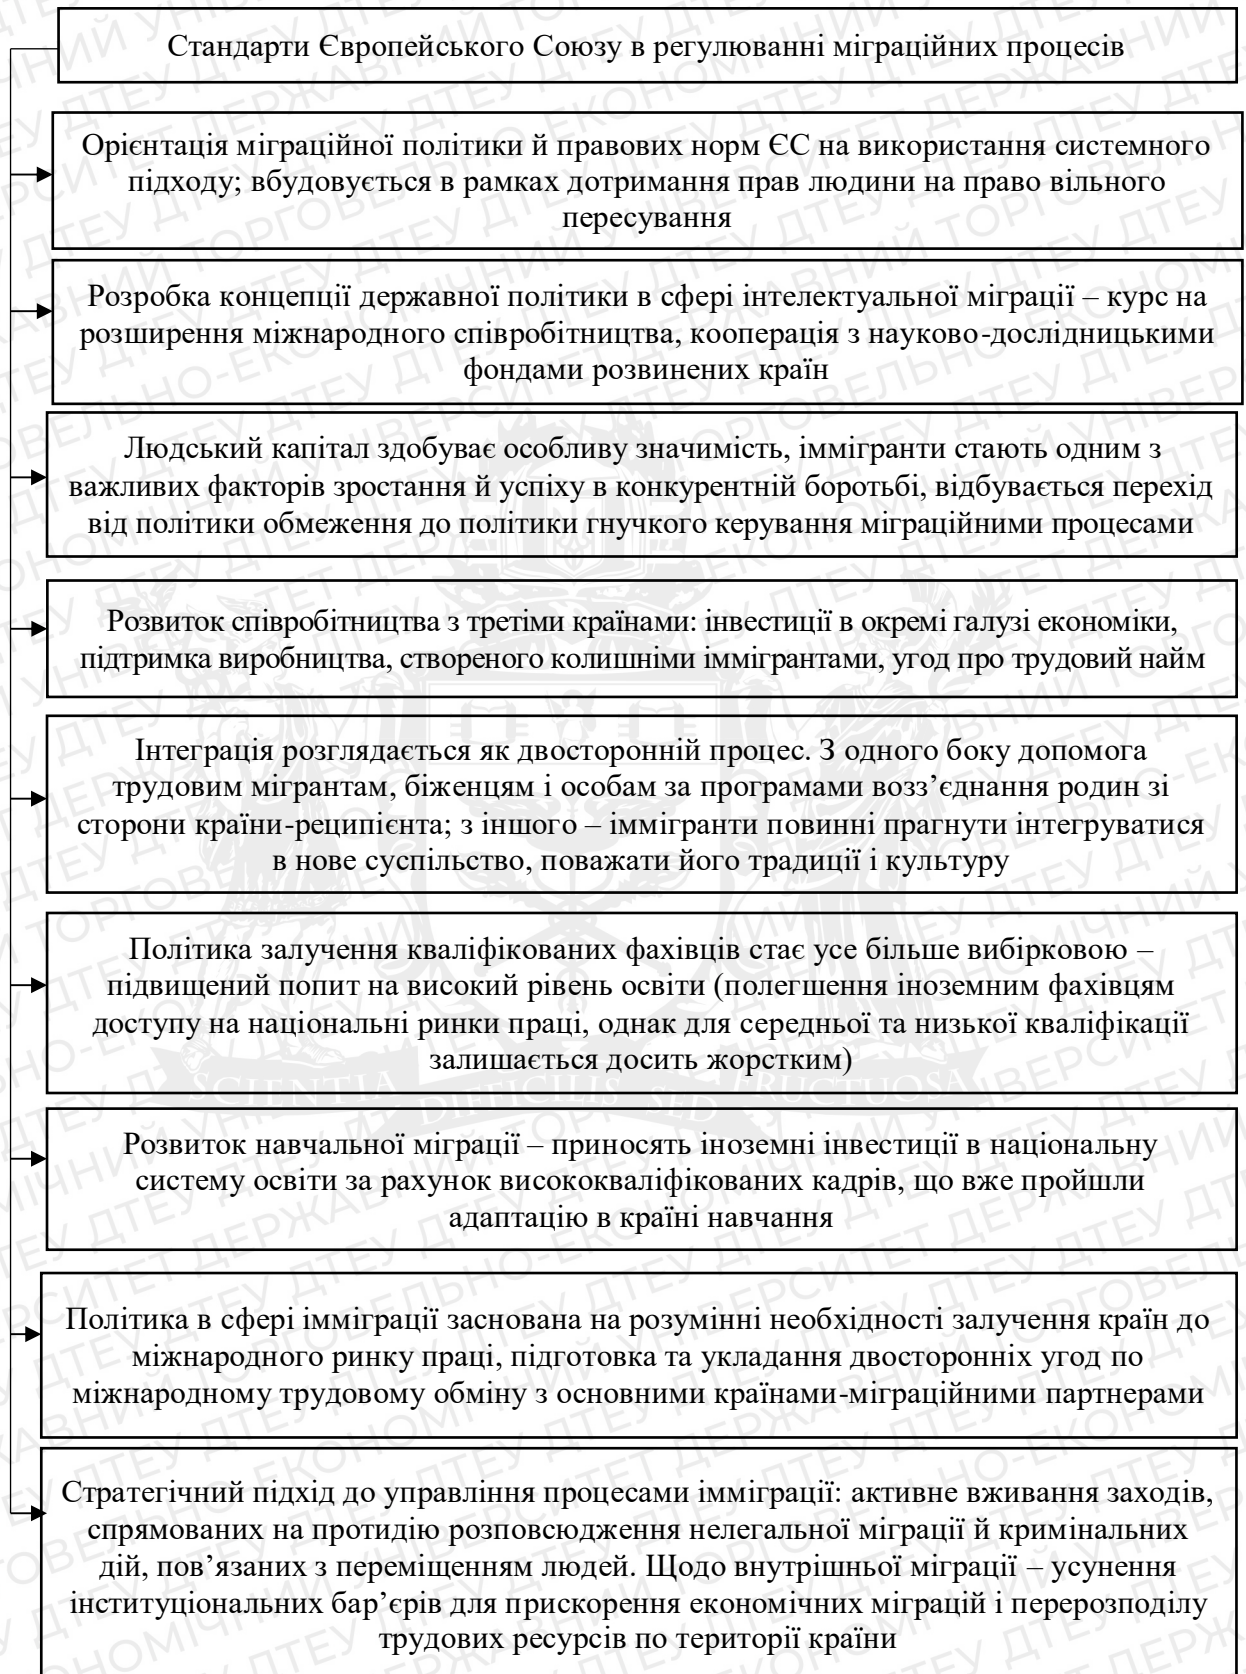 Стандарти Європейського Союзу в регулюванні міграційних процесів
Орієнтація міграційної політики й правових норм ЄС на використання системного
підходу; вбудовується в рамках дотримання прав людини на право вільного
пересування
Розробка концепції державної політики в сфері інтелектуальної міграції – курс на
розширення міжнародного співробітництва, кооперація з науково-дослідницькими
фондами розвинених країн
Людський капітал здобуває особливу значимість, іммігранти стають одним з
важливих факторів зростання й успіху в конкурентній боротьбі, відбувається перехід
від політики обмеження до політики гнучкого керування міграційними процесами
Розвиток співробітництва з третіми країнами: інвестиції в окремі галузі економіки,
підтримка виробництва, створеного колишніми іммігрантами, угод про трудовий найм
Інтеграція розглядається як двосторонній процес. З одного боку допомога
трудовим мігрантам, біженцям і особам за програмами возз’єднання родин зі
сторони країни-реципієнта; з іншого – іммігранти повинні прагнути інтегруватися
в нове суспільство, поважати його традиції і культуру
Політика залучення кваліфікованих фахівців стає усе більше вибірковою –
підвищений попит на високий рівень освіти (полегшення іноземним фахівцям
доступу на національні ринки праці, однак для середньої та низької кваліфікації
залишається досить жорстким)
SCIENTIA DIFFICILIS SED FRUCTUOSA
Розвиток навчальної міграції – приносять іноземні інвестиції в національну
систему освіти за рахунок висококваліфікованих кадрів, що вже пройшли
адаптацію в країні навчання
Політика в сфері імміграції заснована на розумінні необхідності залучення країн до
міжнародного ринку праці, підготовка та укладання двосторонніх угод по
міжнародному трудовому обміну з основними країнами-міграційними партнерами
Стратегічний підхід до управління процесами імміграції: активне вживання заходів,
спрямованих на протидію розповсюдження нелегальної міграції й кримінальних
дій, пов’язаних з переміщенням людей. Щодо внутрішньої міграції – усунення
інституціональних бар’єрів для прискорення економічних міграцій і перерозподілу
трудових ресурсів по території країни